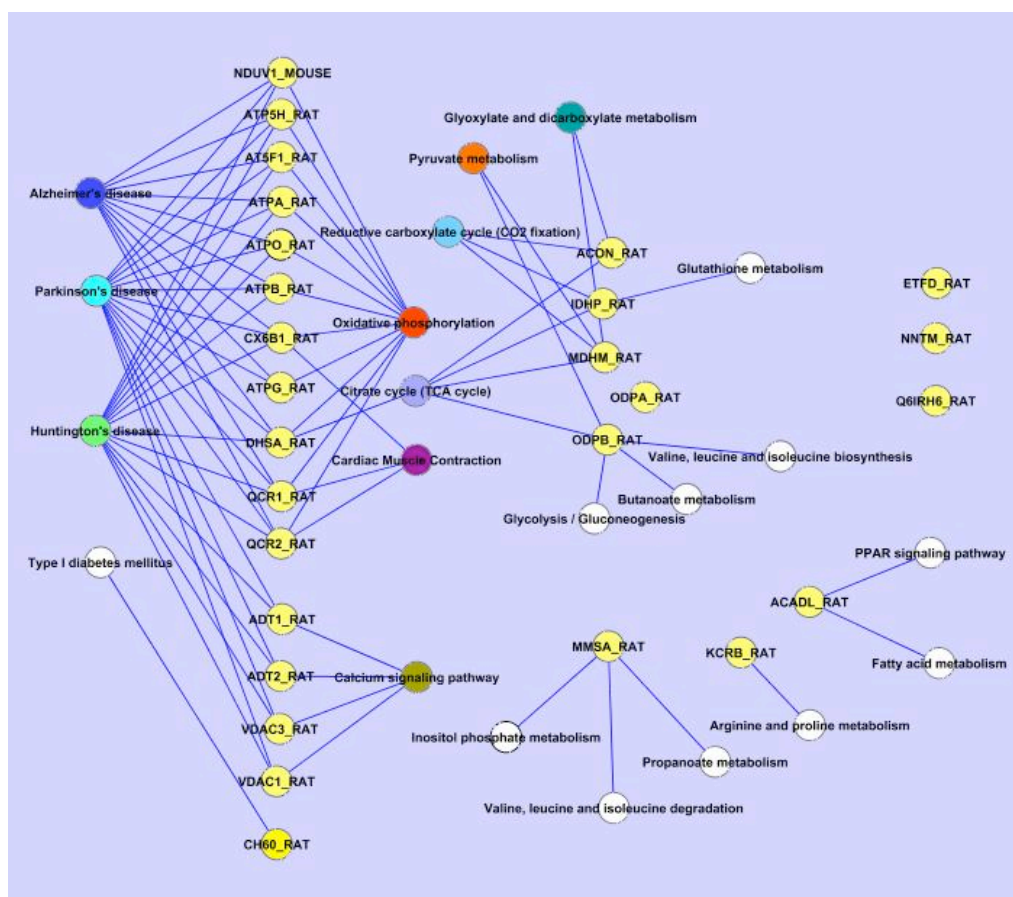 NDUV1_MOUSE
ATP5H_RAT
Glyoxylate and dicarboxylate metabolism
AT5F1_RAT
Pyruvate metabolism
Alzheimer's disease
ATPA_RAT
Reductive carboxylate cycle (CO2 fixation)
ATPO_RAT
ACON_RAT
Glutathione metabolism
ETFD_RAT
Parkinson's disease
ATPB_RAT
IDHP_RAT
Oxidative phosphorylation
CX6B1_RAT
NNTM_RAT
MDHM_RAT
ATPG_RAT
Citrate cycle (TCA cycle)
ODPA_RAT
Q6IRH6_RAT
Huntington's disease
DHSA_RAT
ODPB_RAT
Cardiac Muscle Contraction
Valine, leucine and isoleucine biosynthesis
QCR1_RAT
Butanoate metabolism
Glycolysis / Gluconeogenesis
QCR2_RAT
PPAR signaling pathway
Type I diabetes mellitus
ACADL_RAT
ADT1_RAT
MMSA_RAT
KCRB_RAT
Fatty acid metabolism
ADT2_RAT
Calcium signaling pathway
Arginine and proline metabolism
VDAC3_RAT
Inositol phosphate metabolism
Propanoate metabolism
VDAC1_RAT
Valine, leucine and isoleucine degradation
CH60_RAT